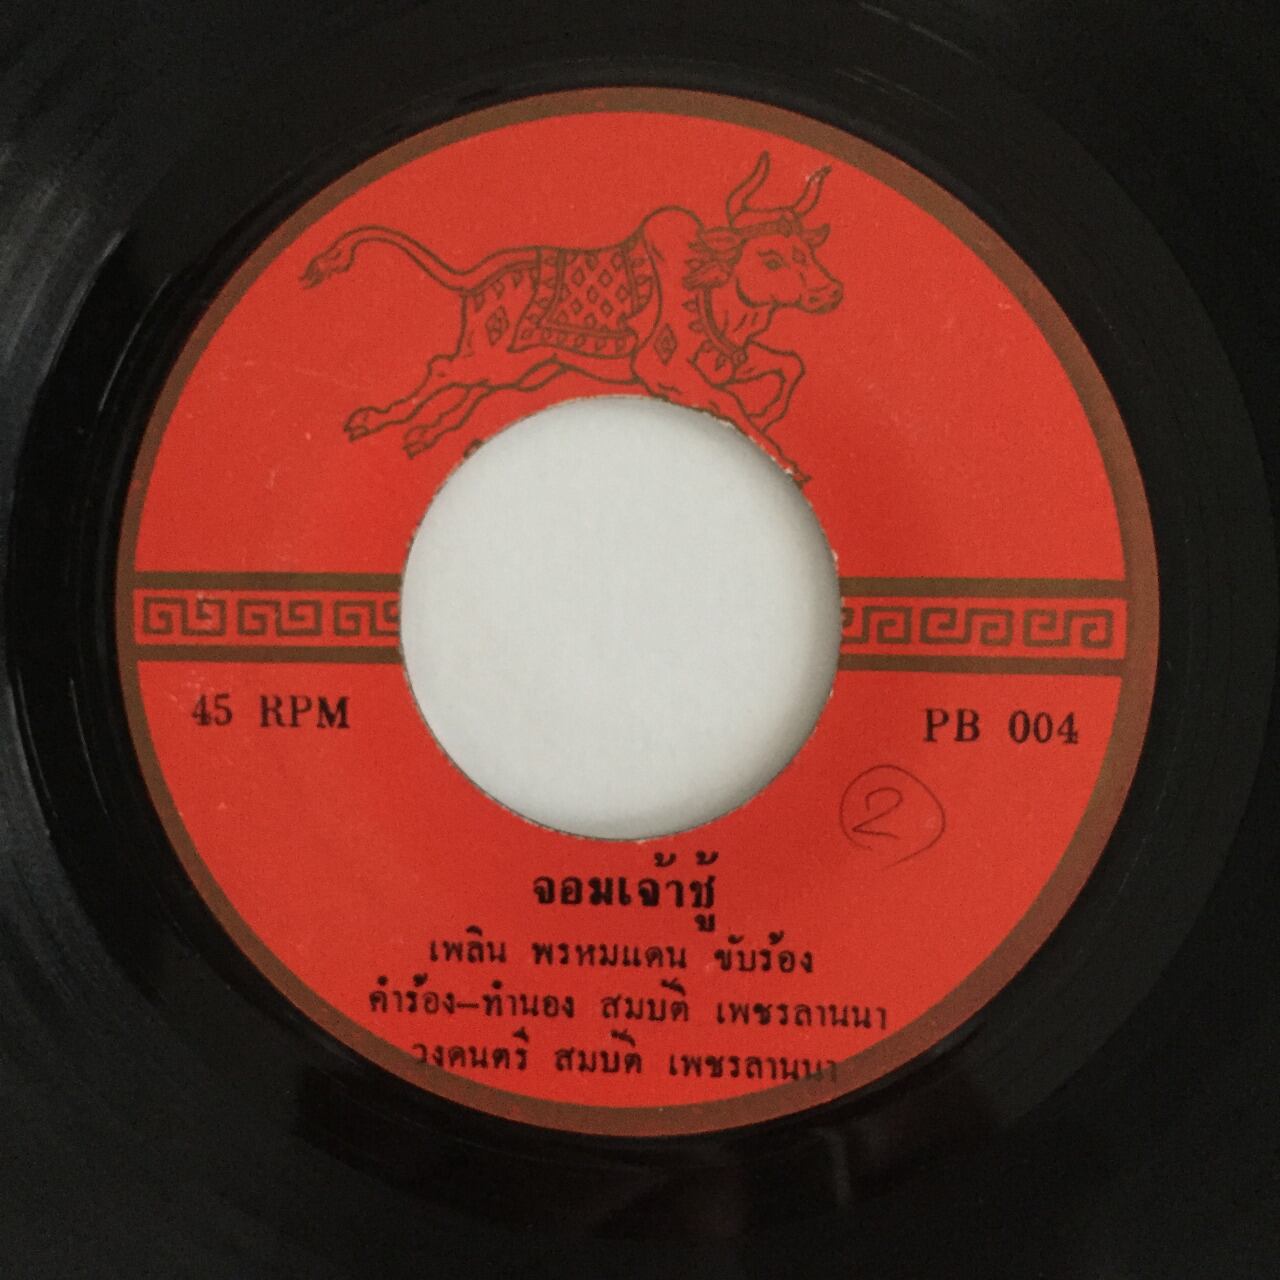 45 RPM
PB 004
2
จอมเจ้าชู้
เพลิน พรหมแดน ขับร้อง
คำร้อง–ทำนอง สมบัติ เพชรลานนา
วงดนตรี สมบัติ เพชรลานนา